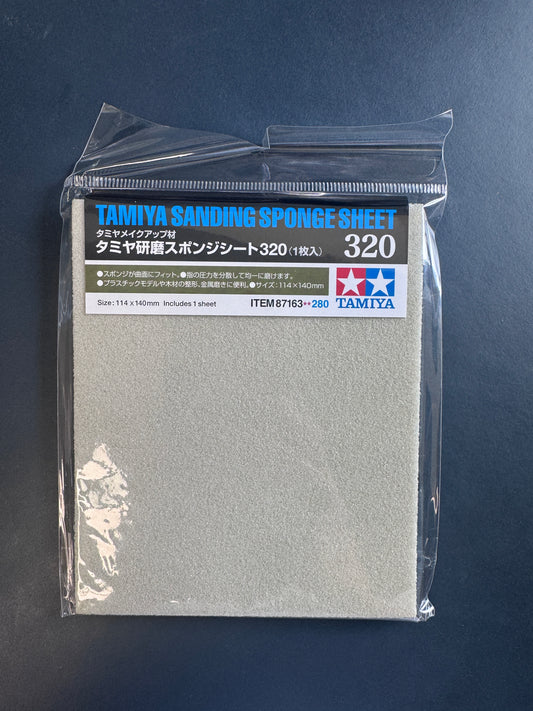 TAMIYA SANDING SPONGE SHEET
タミヤメイクアップ材
タミヤ研磨スポンジシート320(1枚入) 320
●スポンジが曲面にフィット。●指の圧力を分散して均一に磨けます。
●プラスチックモデルや木材の整形、金属磨きに便利。●サイズ:114×140mm
TAMIYA
Size:114x140mm Includes 1 sheet ITEM 87163★★280